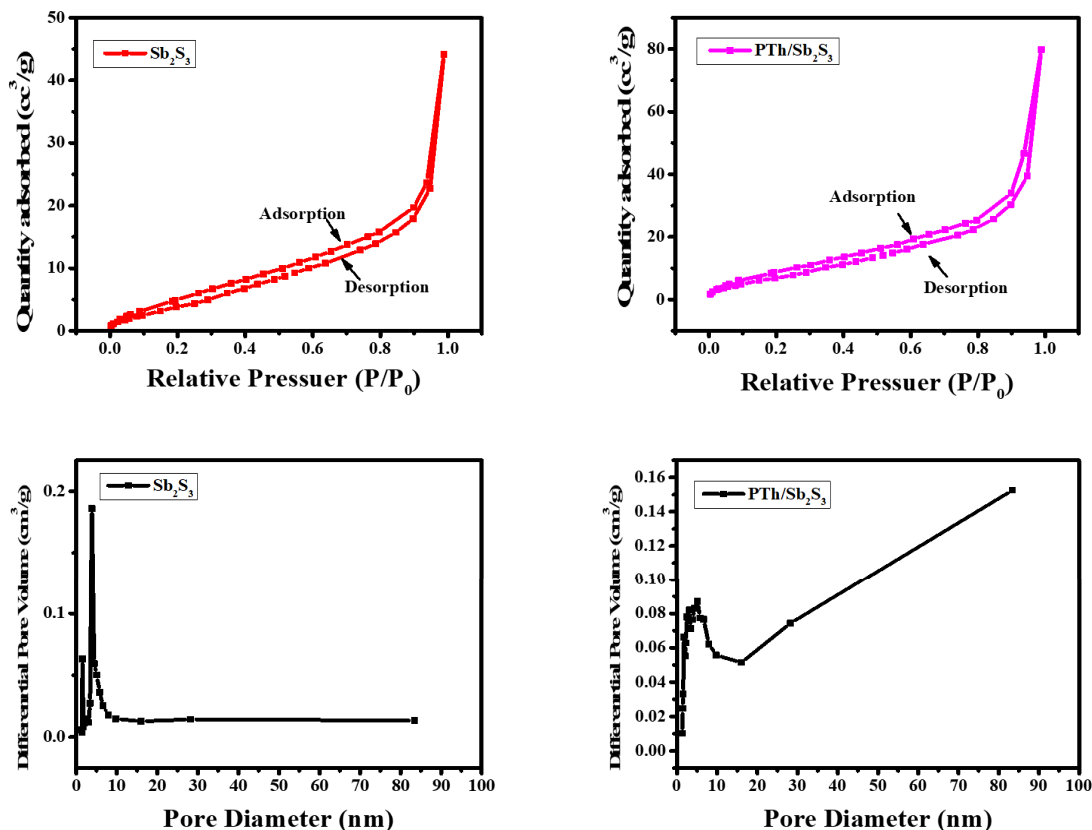 Sb₂S₃
Quantity adsorbed (cc³/g)
50
40
30
20
10
0
Adsorption
Desorption
0.0 0.2 0.4 0.6 0.8 1.0
Relative Pressuer (P/P₀)
PTh/Sb₂S₃
Quantity adsorbed (cc³/g)
80
60
40
20
0
Adsorption
Desorption
0.0 0.2 0.4 0.6 0.8 1.0
Relative Pressuer (P/P₀)
Sb₂S₃
Differential Pore Volume (cm³/g)
0.2
0.1
0.0
0 10 20 30 40 50 60 70 80 90 100
Pore Diameter (nm)
PTh/Sb₂S₃
Differential Pore Volume (cm³/g)
0.16
0.14
0.12
0.10
0.08
0.06
0.04
0.02
0.00
0 10 20 30 40 50 60 70 80 90 100
Pore Diameter (nm)